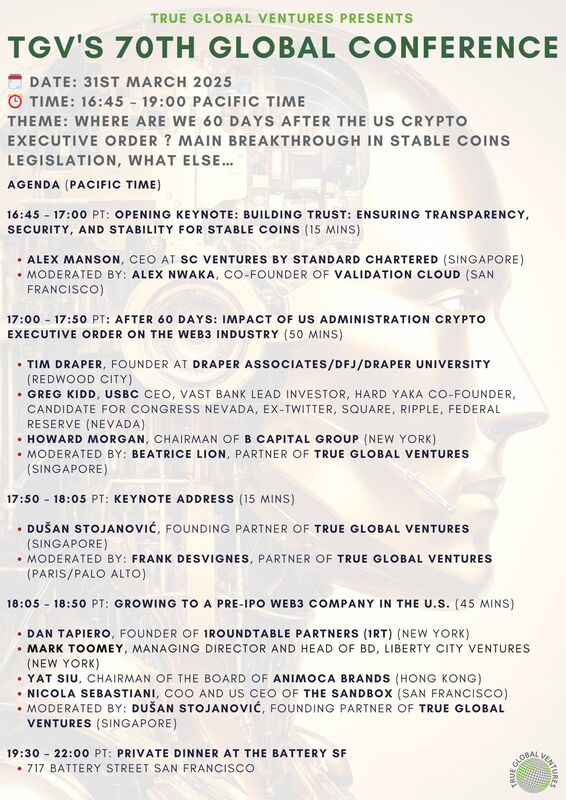 TRUE GLOBAL VENTURES PRESENTS
TGV'S 70TH GLOBAL CONFERENCE
DATE: 31ST MARCH 2025
TIME: 16:45 – 19:00 PACIFIC TIME
THEME: WHERE ARE WE 60 DAYS AFTER THE US CRYPTO
EXECUTIVE ORDER ? MAIN BREAKTHROUGH IN STABLE COINS
LEGISLATION, WHAT ELSE...
AGENDA (PACIFIC TIME)
16:45 – 17:00 PT: OPENING KEYNOTE: BUILDING TRUST: ENSURING TRANSPARENCY,
SECURITY, AND STABILITY FOR STABLE COINS (15 MINS)
• ALEX MANSON, CEO AT SC VENTURES BY STANDARD CHARTERED (SINGAPORE)
• MODERATED BY: ALEX NWAKA, CO-FOUNDER OF VALIDATION CLOUD (SAN
FRANCISCO)
17:00 – 17:50 PT: AFTER 60 DAYS: IMPACT OF US ADMINISTRATION CRYPTO
EXECUTIVE ORDER ON THE WEB3 INDUSTRY (50 MINS)
• TIM DRAPER, FOUNDER AT DRAPER ASSOCIATES/DFJ/DRAPER UNIVERSITY
(REDWOOD CITY)
• GREG KIDD, USBC CEO, VAST BANK LEAD INVESTOR, HARD YAKA CO-FOUNDER,
CANDIDATE FOR CONGRESS NEVADA, EX-TWITTER, SQUARE, RIPPLE, FEDERAL
RESERVE (NEVADA)
• HOWARD MORGAN, CHAIRMAN OF B CAPITAL GROUP (NEW YORK)
• MODERATED BY: BEATRICE LION, PARTNER OF TRUE GLOBAL VENTURES
(SINGAPORE)
17:50 – 18:05 PT: KEYNOTE ADDRESS (15 MINS)
• DUŠAN STOJANOVIĆ, FOUNDING PARTNER OF TRUE GLOBAL VENTURES
(SINGAPORE)
• MODERATED BY: FRANK DESVIGNES, PARTNER OF TRUE GLOBAL VENTURES
(PARIS/PALO ALTO)
18:05 – 18:50 PT: GROWING TO A PRE-IPO WEB3 COMPANY IN THE U.S. (45 MINS)
• DAN TAPIERO, FOUNDER OF 1ROUNDTABLE PARTNERS (1RT) (NEW YORK)
• MARK TOOMEY, MANAGING DIRECTOR AND HEAD OF BD, LIBERTY CITY VENTURES
(NEW YORK)
• YAT SIU, CHAIRMAN OF THE BOARD OF ANIMOCA BRANDS (HONG KONG)
• NICOLA SEBASTIANI, COO AND US CEO OF THE SANDBOX (SAN FRANCISCO)
• MODERATED BY: DUŠAN STOJANOVIĆ, FOUNDING PARTNER OF TRUE GLOBAL
VENTURES (SINGAPORE)
19:30 – 22:00 PT: PRIVATE DINNER AT THE BATTERY SF
• 717 BATTERY STREET SAN FRANCISCO
TRUE GLOBAL VENTURES